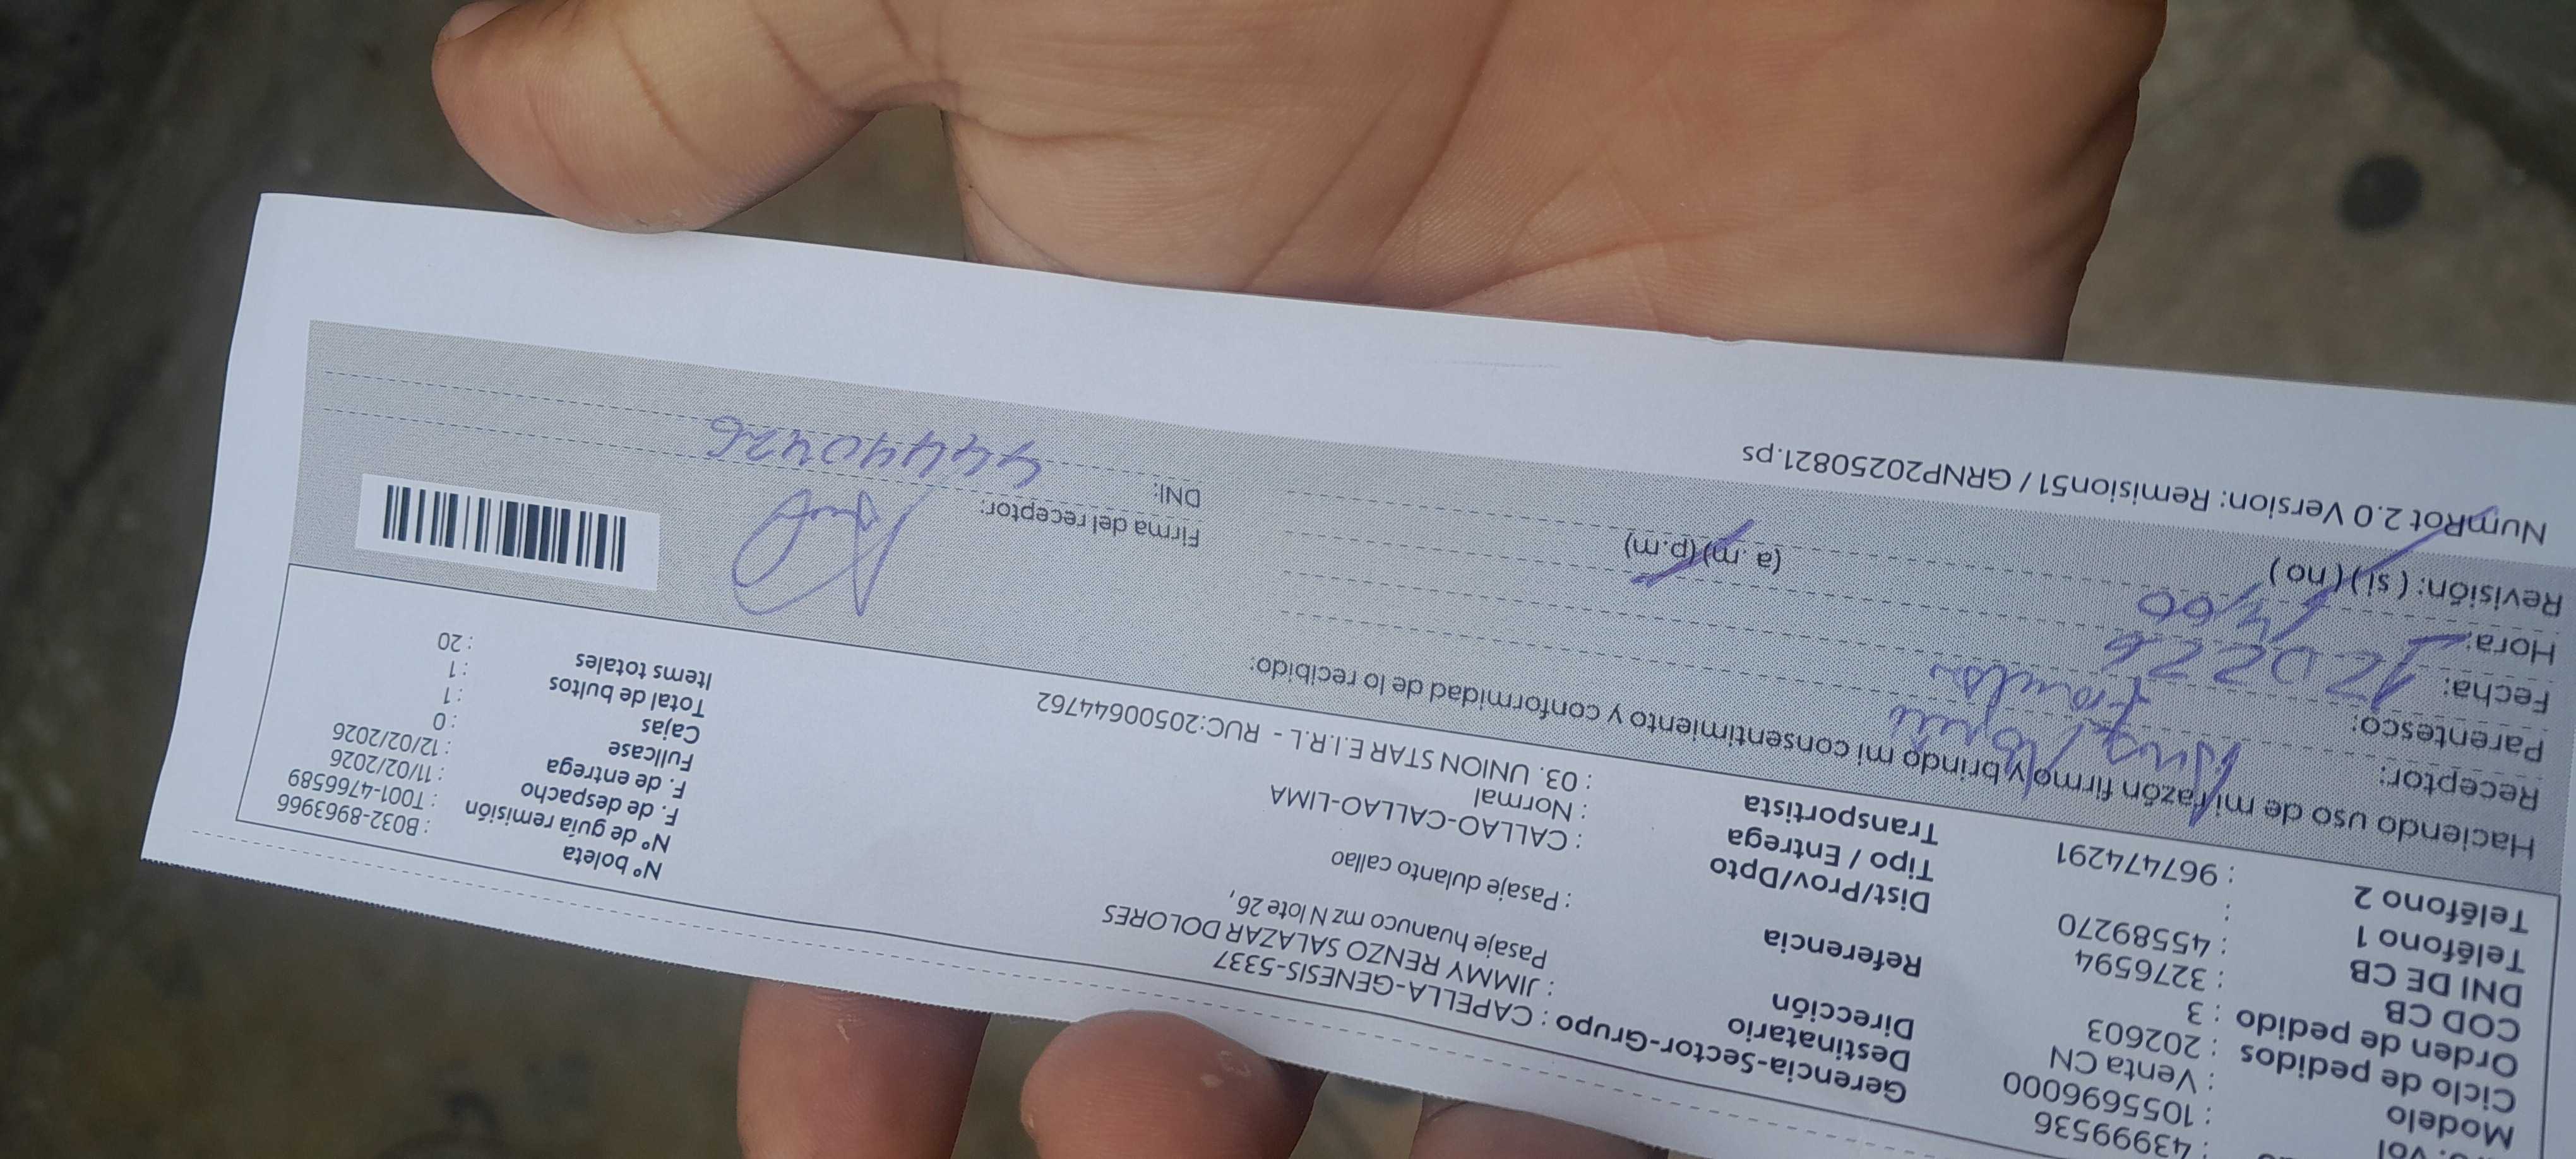 : 43999536
: 1055696000
Modelo : Venta CN
Ciclo de pedidos : 202603
Orden de pedido : 3
COD CB : 3276594
DNI DE CB : 45589270
Teléfono 1 :
Teléfono 2 : 967474291
Gerencia-Sector-Grupo : CAPELLA-GENESIS-5337
Destinatario : JIMMY RENZO SALAZAR DOLORES
Dirección Pasaje huanuco mz N lote 26,
Referencia : Pasaje dulanto callao
Dist/Prov/Dpto : CALLAO-CALLAO-LIMA
Tipo / Entrega : Normal
Transportista : 03. UNION STAR E.I.R.L - RUC:20500644762
N° boleta : B032-8963966
N° de guía remisión : T001-4766589
F. de despacho : 11/02/2026
F. de entrega : 12/02/2026
Fullcase : 0
Cajas : 1
Total de bultos : 1
Items totales : 20
Haciendo uso de mi razón firmo y brindo mi consentimiento y conformidad de lo recibido:
Receptor:
Parentesco:
Fecha:
Hora: (a. m) (p.m)
Revisión: ( si ) ( no )
Firma del receptor:
DNI: 44440426
NumRot 2.0 Version: Remision51 / GRNP20250821.ps